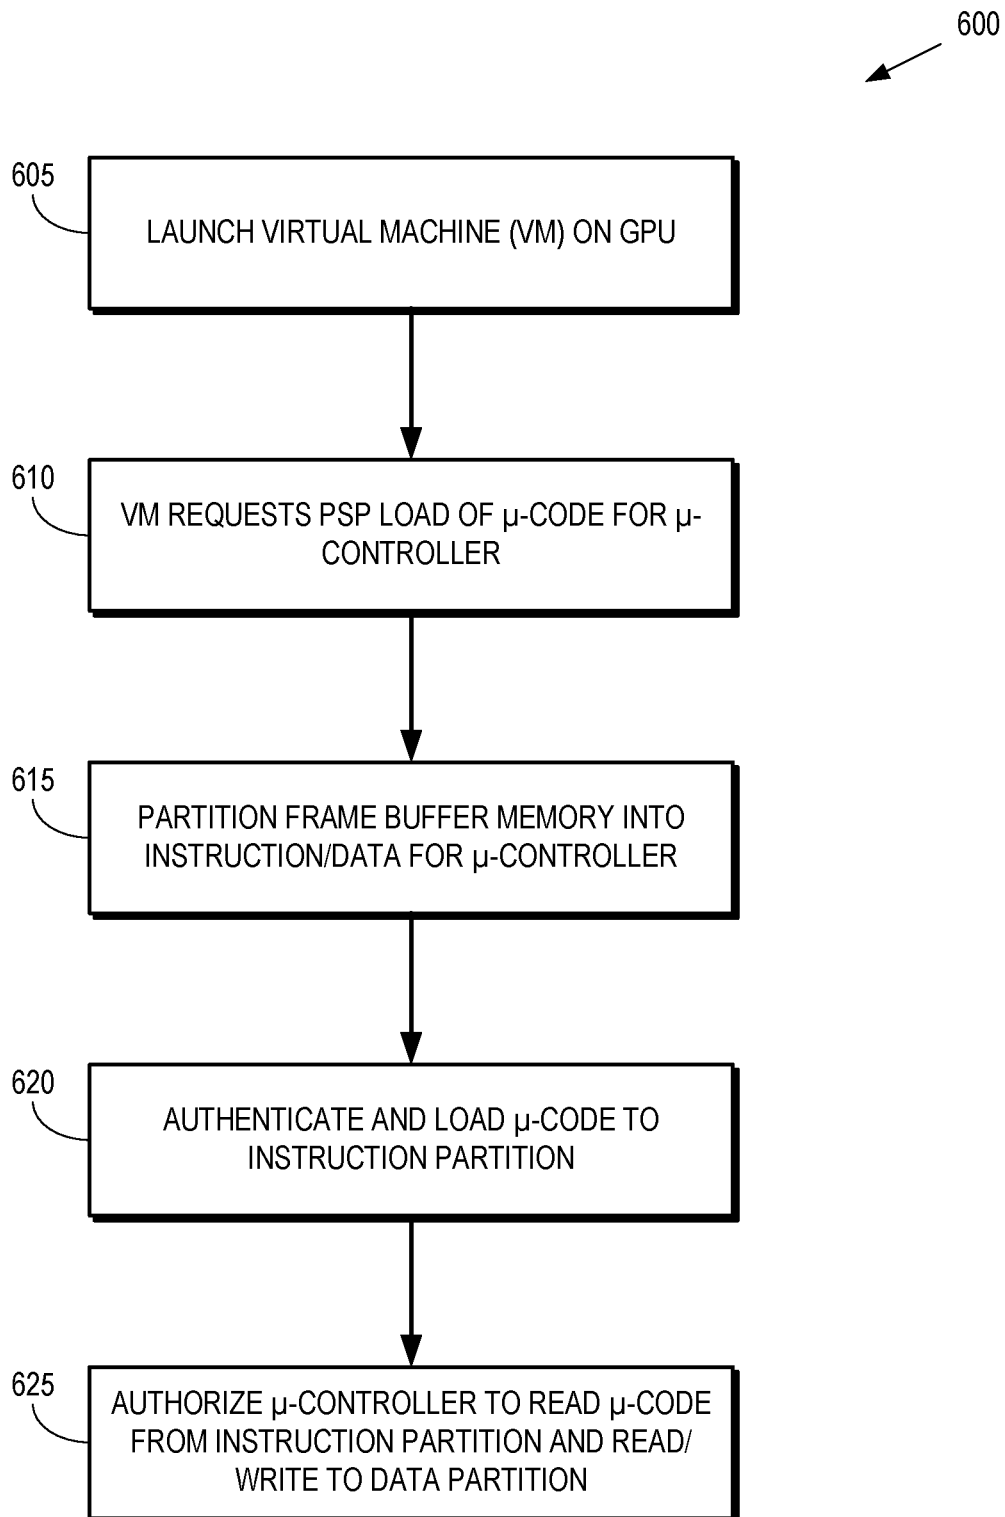 600
605
LAUNCH VIRTUAL MACHINE (VM) ON GPU
610
VM REQUESTS PSP LOAD OF µ-CODE FOR µ-
CONTROLLER
615
PARTITION FRAME BUFFER MEMORY INTO
INSTRUCTION/DATA FOR µ-CONTROLLER
620
AUTHENTICATE AND LOAD µ-CODE TO
INSTRUCTION PARTITION
625
AUTHORIZE µ-CONTROLLER TO READ µ-CODE
FROM INSTRUCTION PARTITION AND READ/
WRITE TO DATA PARTITION